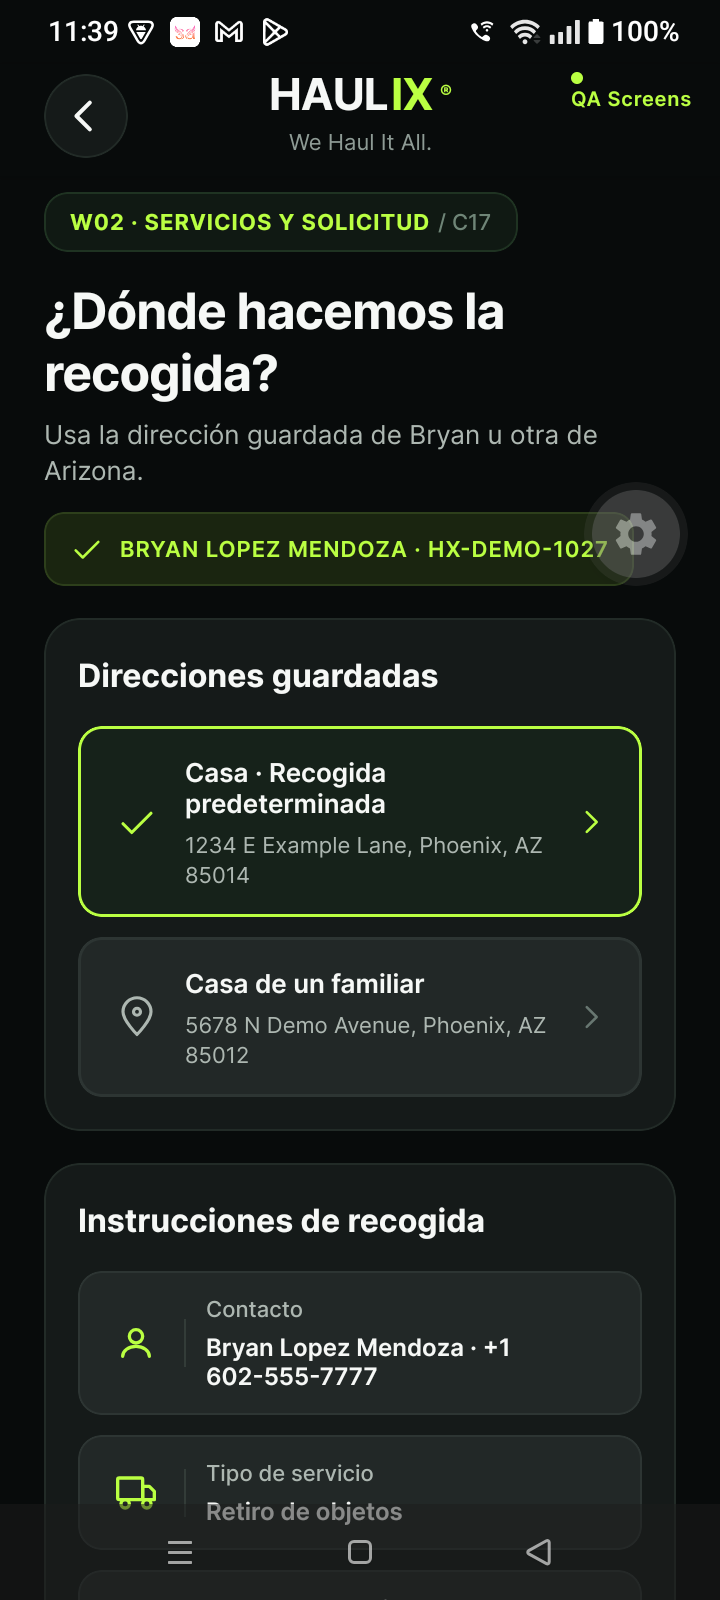 11:39 100%
HAULIX ®
We Haul It All.
QA Screens
W02 · SERVICIOS Y SOLICITUD / C17
¿Dónde hacemos la
recogida?
Usa la dirección guardada de Bryan u otra de
Arizona.
BRYAN LOPEZ MENDOZA · HX-DEMO-1027
Direcciones guardadas
Casa · Recogida
predeterminada
1234 E Example Lane, Phoenix, AZ
85014
Casa de un familiar
5678 N Demo Avenue, Phoenix, AZ
85012
Instrucciones de recogida
Contacto
Bryan Lopez Mendoza · +1
602-555-7777
Tipo de servicio
Retiro de objetos